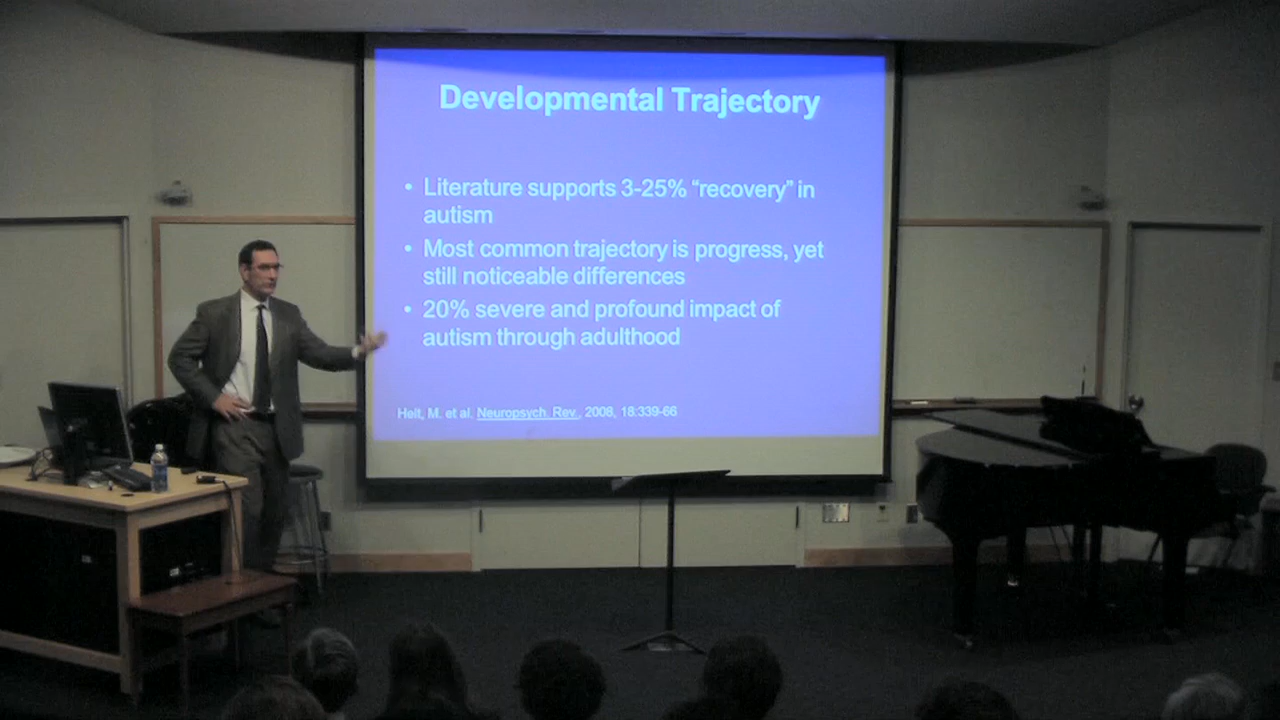 Developmental Trajectory
• Literature supports 3-25% “recovery” in
autism
• Most common trajectory is progress, yet
still noticeable differences
• 20% severe and profound impact of
autism through adulthood
Helt, M. et al. Neuropsych. Rev., 2008, 18:339-66